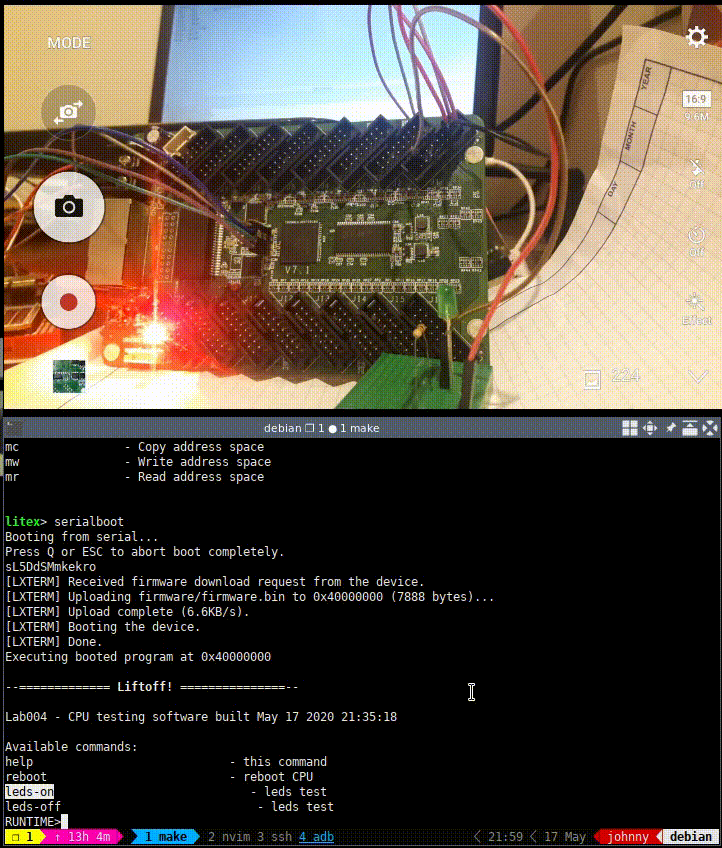 MODE
16:9
9.6M
Off
Off
Effect
224
YEAR
MONTH
DAY
V7.1
J15
debian ❐ 1 ● 1 make
mc - Copy address space
mw - Write address space
mr - Read address space
litex> serialboot
Booting from serial...
Press Q or ESC to abort boot completely.
sL5DdSMmkekro
[LXTERM] Received firmware download request from the device.
[LXTERM] Uploading firmware/firmware.bin to 0x40000000 (7888 bytes)...
[LXTERM] Upload complete (6.6KB/s).
[LXTERM] Booting the device.
[LXTERM] Done.
Executing booted program at 0x40000000
--============= Liftoff! ===============--
Lab004 - CPU testing software built May 17 2020 21:35:18
Available commands:
help - this command
reboot - reboot CPU
leds-on - leds test
leds-off - leds test
RUNTIME>
❐ 1 ↑ 13h 4m 1 make 2 nvim 3 ssh 4 adb 21:59 17 May johnny debian